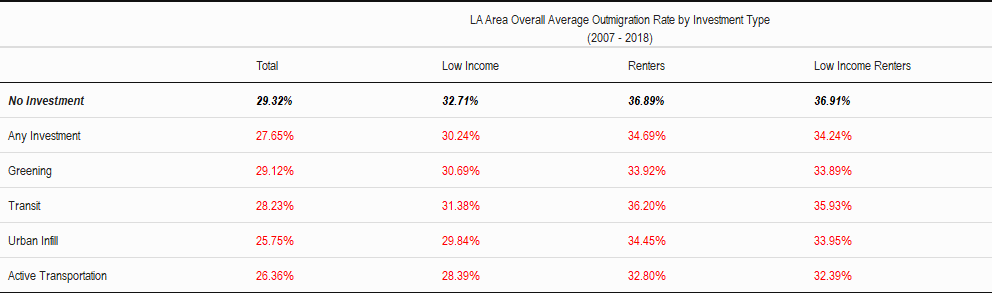 LA Area Overall Average Outmigration Rate by Investment Type
(2007 - 2018)
Total Low Income Renters Low Income Renters
No Investment 29.32% 32.71% 36.89% 36.91%
Any Investment 27.65% 30.24% 34.69% 34.24%
Greening 29.12% 30.69% 33.92% 33.89%
Transit 28.23% 31.38% 36.20% 35.93%
Urban Infill 25.75% 29.84% 34.45% 33.95%
Active Transportation 26.36% 28.39% 32.80% 32.39%